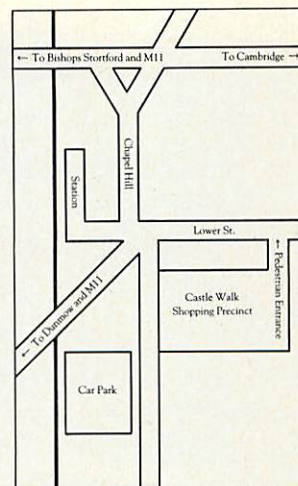 ← To Bishops Stortford and M11
To Cambridge →
Chapel Hill
Station
Lower St.
← Pedestrian Entrance
Castle Walk
Shopping Precinct
← To Dunmow and M11
Car Park